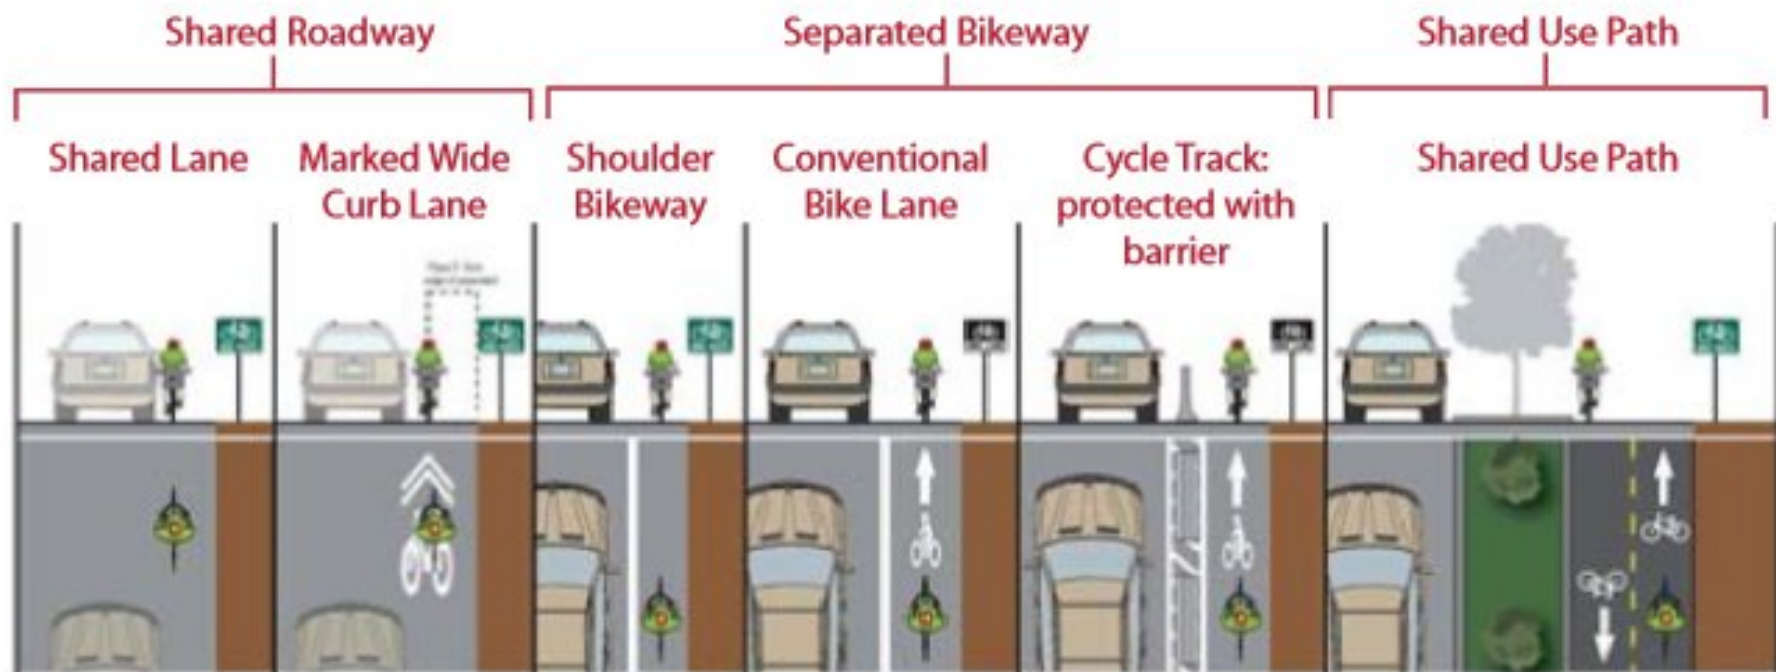 Shared Roadway
Separated Bikeway
Shared Use Path
Shared Lane
Marked Wide
Curb Lane
Shoulder
Bikeway
Conventional
Bike Lane
Cycle Track:
protected with
barrier
Shared Use Path